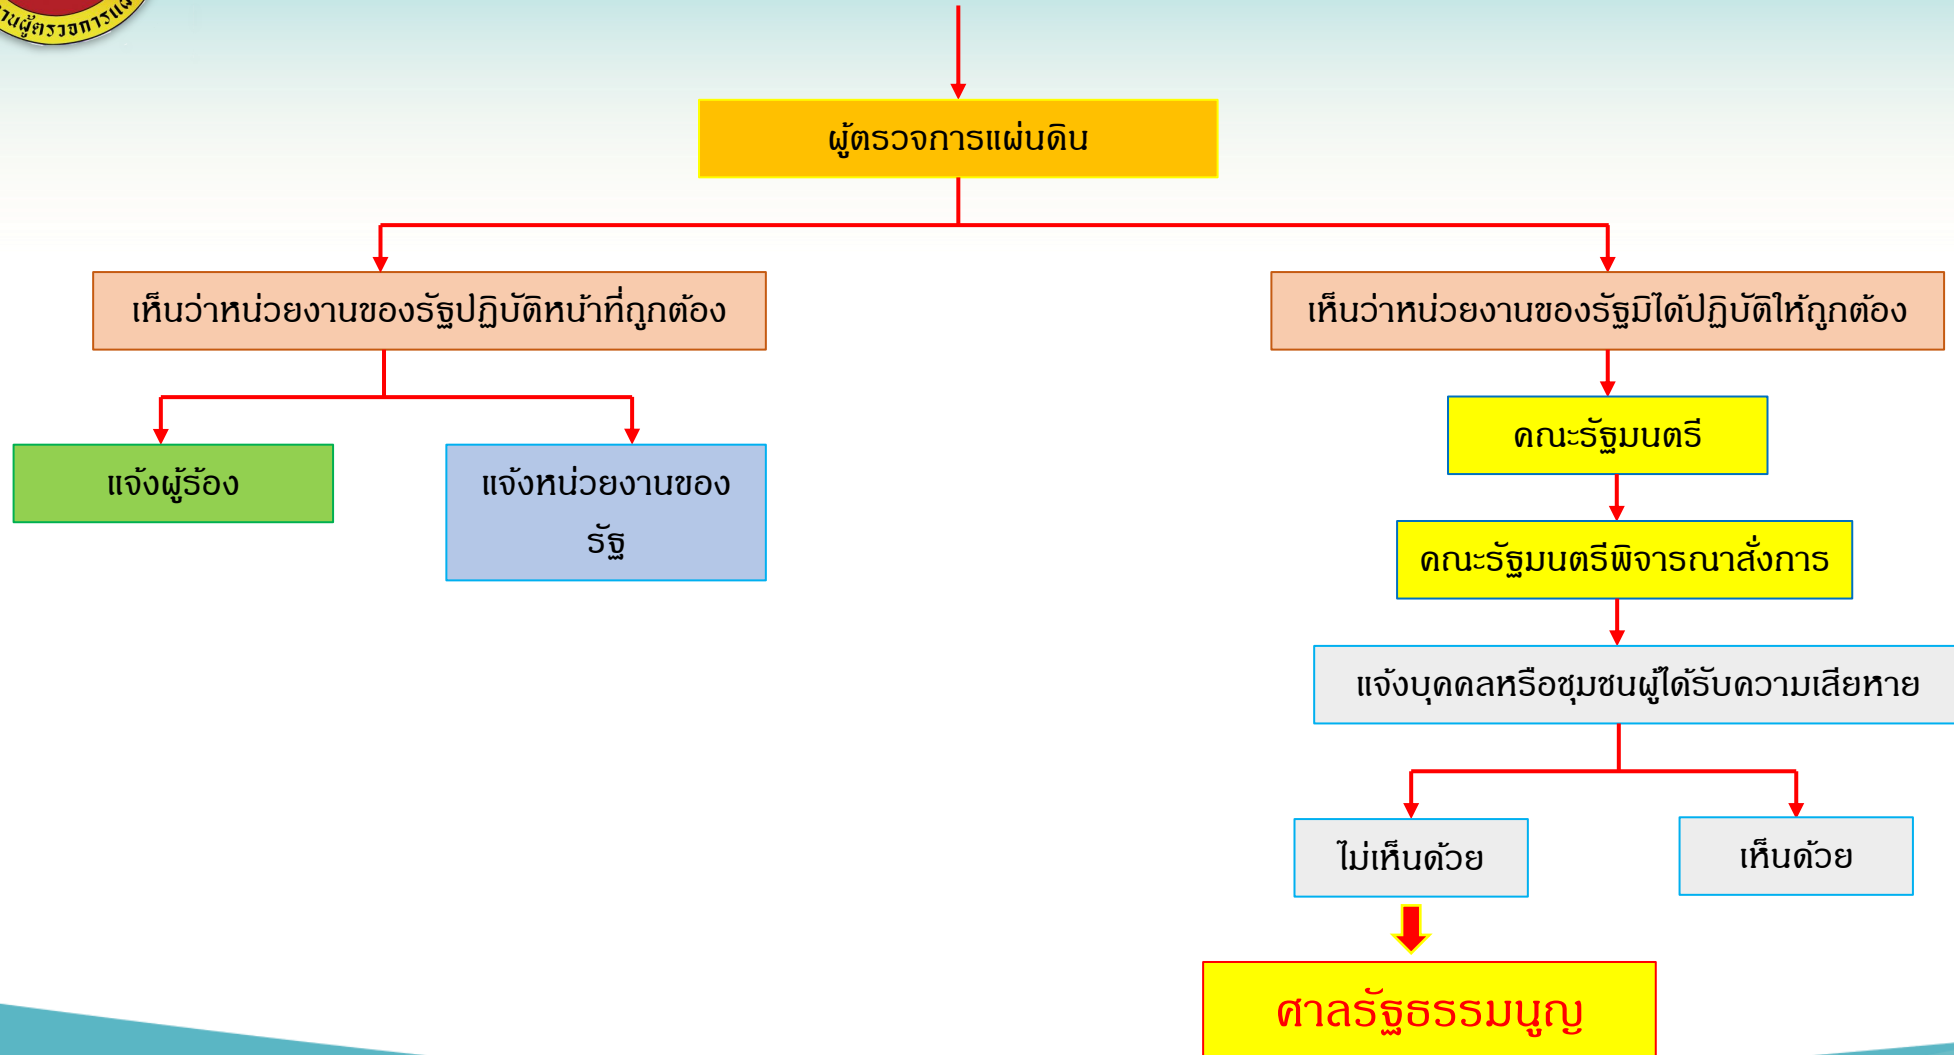 ผู้ตรวจการแผ่นดิน
เห็นว่าหน่วยงานของรัฐปฏิบัติหน้าที่ถูกต้อง
เห็นว่าหน่วยงานของรัฐมิได้ปฏิบัติให้ถูกต้อง
คณะรัฐมนตรี
แจ้งผู้ร้อง
แจ้งหน่วยงานของ
รัฐ
คณะรัฐมนตรีพิจารณาสั่งการ
แจ้งบุคคลหรือชุมชนผู้ได้รับความเสียหาย
ไม่เห็นด้วย
เห็นด้วย
ศาลรัฐธรรมนูญ